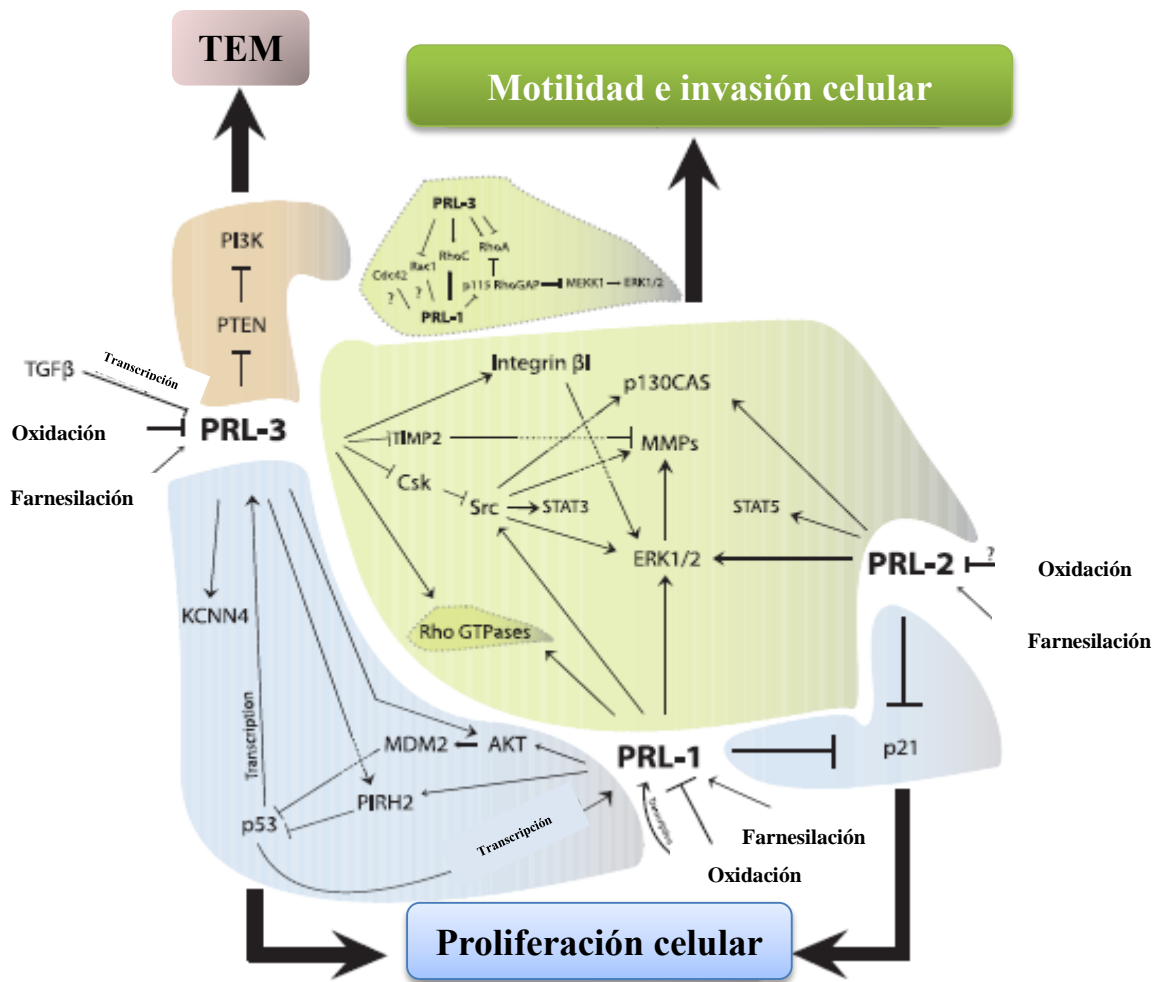 TEM
Motilidad e invasión celular
PRL-3
PI3K
RhoA
RhoC
Rac1
Cdc42
p115 RhoGAP
MEKK1
ERK1/2
?
?
PRL-1
PTEN
Integrin β1
TGFβ
Transcripción
p130CAS
Oxidación
PRL-3
TIMP2
MMPs
Csk
Farnesilación
Src
STAT3
STAT5
ERK1/2
PRL-2
?
Oxidación
KCNN4
Rho GTPases
Farnesilación
Transcription
MDM2
AKT
PRL-1
p21
PIRH2
p53
Transcripción
Farnesilación
Oxidación
Proliferación celular